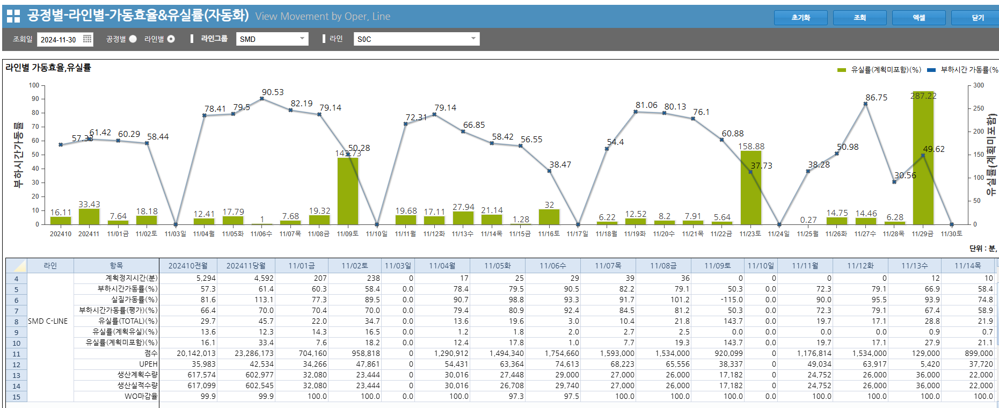 공정별-라인별-가동효율&유실률(자동화) View Movement by Oper, Line 초기화 조회 엑셀 닫기
조회일 2024-11-30 공정별 라인별 라인그룹 SMD 라인 S0C
라인별 가동효율,유실률
유실률(계획미포함)(%) 부하시간 가동률(%
부하시간가동률
100
90
80
70
60
50
40
30
20
10
0
57.33 61.42 60.29 58.44 78.41 79.5 90.53 82.19 79.14 50.28 72.31 79.14 66.85 58.42 56.55 38.47 54.4 81.06 80.13 76.1 60.88 37.73 38.28 50.98 86.75 30.56 49.62
16.11 33.43 7.64 18.18 12.41 17.79 1 7.68 19.32 143.73 19.68 17.11 27.94 21.14 1.28 32 6.22 12.52 8.2 7.91 5.64 158.88 0.27 14.75 14.46 6.28 287.22
300
250
200
150
100
50
0
유실률(계획미포함)
202410 202411 11/01금 11/02토 11/03일 11/04월 11/05화 11/06수 11/07목 11/08금 11/09토 11/10일 11/11월 11/12화 11/13수 11/14목 11/15금 11/16토 11/17일 11/18월 11/19화 11/20수 11/21목 11/22금 11/23토 11/24일 11/25월 11/26화 11/27수 11/28목 11/29금 11/30토
단위 : 분,
라인 항목 202410전월 202411당월 11/01금 11/02토 11/03일 11/04월 11/05화 11/06수 11/07목 11/08금 11/09토 11/10일 11/11월 11/12화 11/13수 11/14목
4 계획정지시간(분) 5,294 4,592 207 238 0 17 25 29 39 36 0 0 0 0 12 10
5 부하시간가동률(%) 57.3 61.4 60.3 58.4 0.0 78.4 79.5 90.5 82.2 79.1 50.3 0.0 72.3 79.1 66.9 58.4
6 실질가동률(%) 81.6 113.1 77.3 89.5 0.0 90.7 98.8 93.3 91.7 101.2 -115.0 0.0 90.0 95.5 93.9 74.8
7 부하시간가동률(평가)(%) 66.4 70.0 70.4 70.0 0.0 79.4 80.9 92.4 84.5 81.2 50.3 0.0 72.3 79.1 67.4 58.9
8 SMD C-LINE 유실률(TOTAL)(%) 29.7 45.7 22.0 34.7 0.0 13.6 19.6 3.0 10.4 21.8 143.7 0.0 19.7 17.1 28.8 21.9
9 유실률(계획유실)(%) 13.6 12.3 14.3 16.5 0.0 1.2 1.8 2.0 2.7 2.5 0.0 0.0 0.0 0.0 0.9 0.7
10 유실률(계획미포함)(%) 16.1 33.4 7.6 18.2 0.0 12.4 17.8 1.0 7.7 19.3 143.7 0.0 19.7 17.1 27.9 21.1
11 점수 20,142,013 23,286,173 704,160 958,818 0 1,290,912 1,494,340 1,754,660 1,593,000 1,534,000 920,099 0 1,176,814 1,534,000 129,000 899,000
12 UPEH 35,983 42,534 34,266 47,861 0 54,431 63,364 74,613 68,223 65,556 38,337 0 49,034 63,917 5,420 37,720
13 생산계획수량 617,574 602,977 32,080 23,444 0 30,016 27,448 29,000 27,000 26,000 17,182 0 24,752 26,000 36,000 22,000
14 생산실적수량 617,099 602,545 32,080 23,444 0 30,016 26,708 29,740 27,000 26,000 17,182 0 24,752 26,000 36,000 22,000
15 WO마감율 99.9 99.9 100.0 100.0 0.0 100.0 97.3 97.5 100.0 100.0 100.0 0.0 100.0 100.0 100.0 100.0